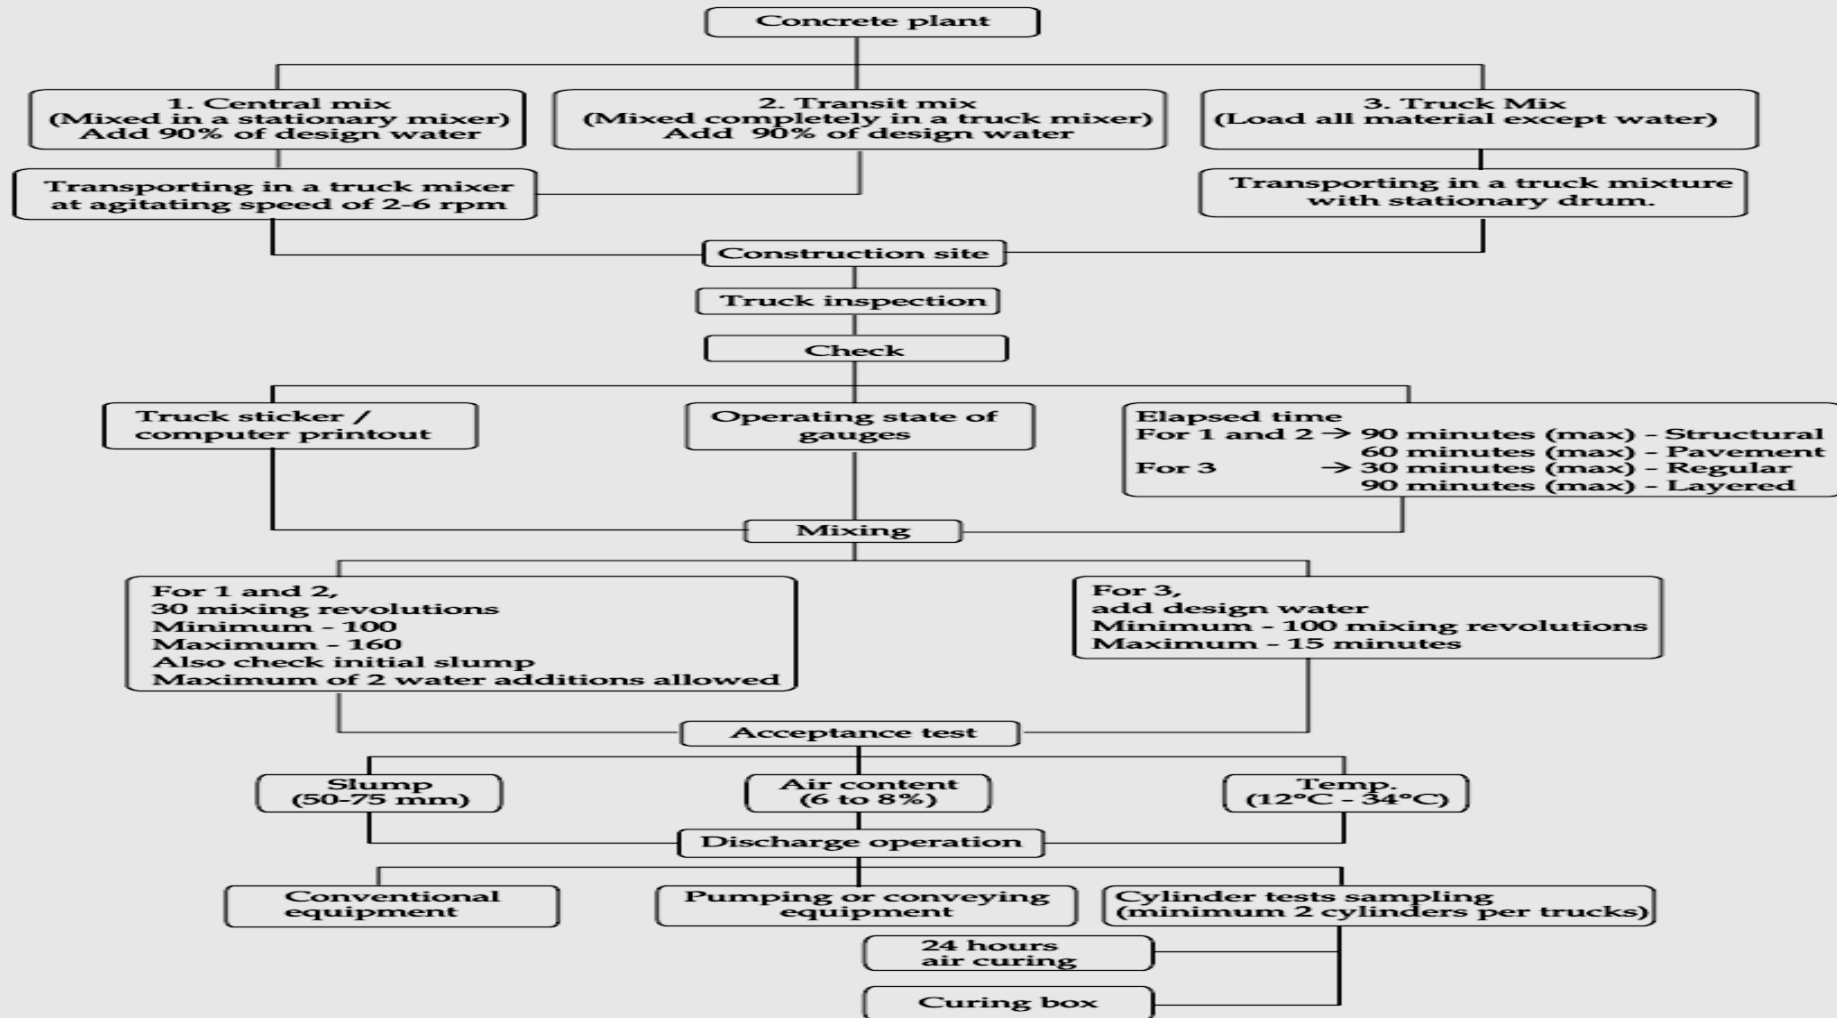 Concrete plant
1. Central mix
(Mixed in a stationary mixer)
Add 90% of design water
2. Transit mix
(Mixed completely in a truck mixer)
Add 90% of design water
3. Truck Mix
(Load all material except water)
Transporting in a truck mixer
at agitating speed of 2-6 rpm
Transporting in a truck mixture
with stationary drum.
Construction site
Truck inspection
Check
Truck sticker /
computer printout
Operating state of
gauges
Elapsed time
For 1 and 2 → 90 minutes (max) - Structural
60 minutes (max) - Pavement
For 3 → 30 minutes (max) - Regular
90 minutes (max) - Layered
Mixing
For 1 and 2,
30 mixing revolutions
Minimum - 100
Maximum - 160
Also check initial slump
Maximum of 2 water additions allowed
For 3,
add design water
Minimum - 100 mixing revolutions
Maximum - 15 minutes
Acceptance test
Slump
(50-75 mm)
Air content
(6 to 8%)
Temp.
(12°C - 34°C)
Discharge operation
Conventional
equipment
Pumping or conveying
equipment
Cylinder tests sampling
(minimum 2 cylinders per trucks)
24 hours
air curing
Curing box